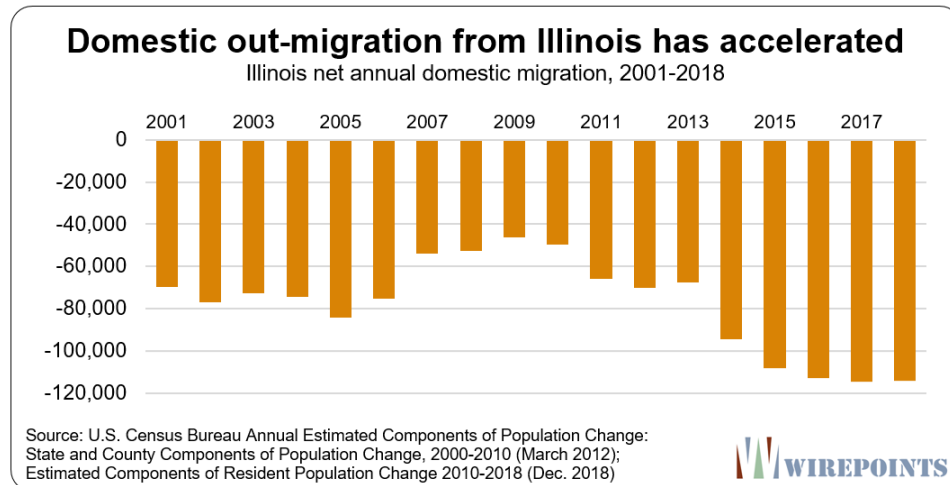 Domestic out-migration from Illinois has accelerated
Illinois net annual domestic migration, 2001-2018
2001 2003 2005 2007 2009 2011 2013 2015 2017
0
-20,000
-40,000
-60,000
-80,000
-100,000
-120,000
Source: U.S. Census Bureau Annual Estimated Components of Population Change:
State and County Components of Population Change, 2000-2010 (March 2012);
Estimated Components of Resident Population Change 2010-2018 (Dec. 2018)
WIREPOINTS